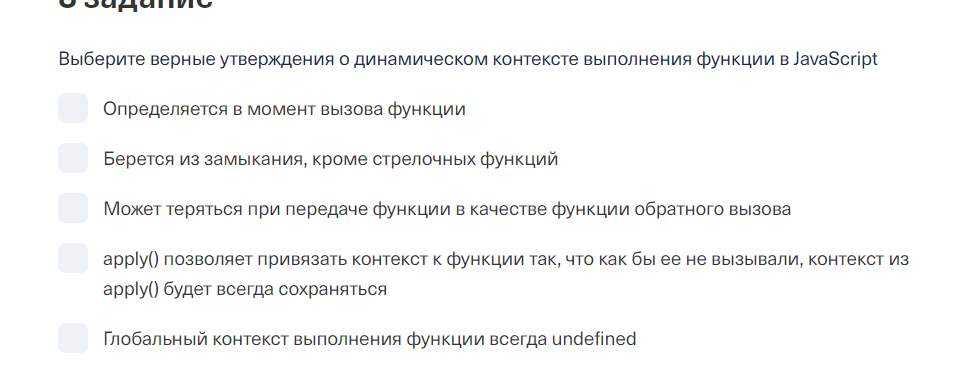 8 задание
Выберите верные утверждения о динамическом контексте выполнения функции в JavaScript
Определяется в момент вызова функции
Берется из замыкания, кроме стрелочных функций
Может теряться при передаче функции в качестве функции обратного вызова
apply() позволяет привязать контекст к функции так, что как бы ее не вызывали, контекст из
apply() будет всегда сохраняться
Глобальный контекст выполнения функции всегда undefined